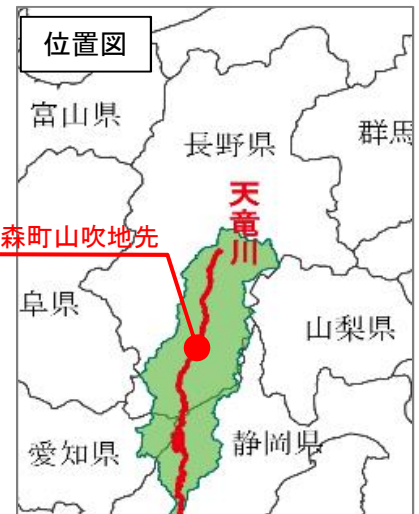 位置図
富山県
長野県
群馬
天竜川
森町山吹地先
阜県
山梨県
愛知県
静岡県